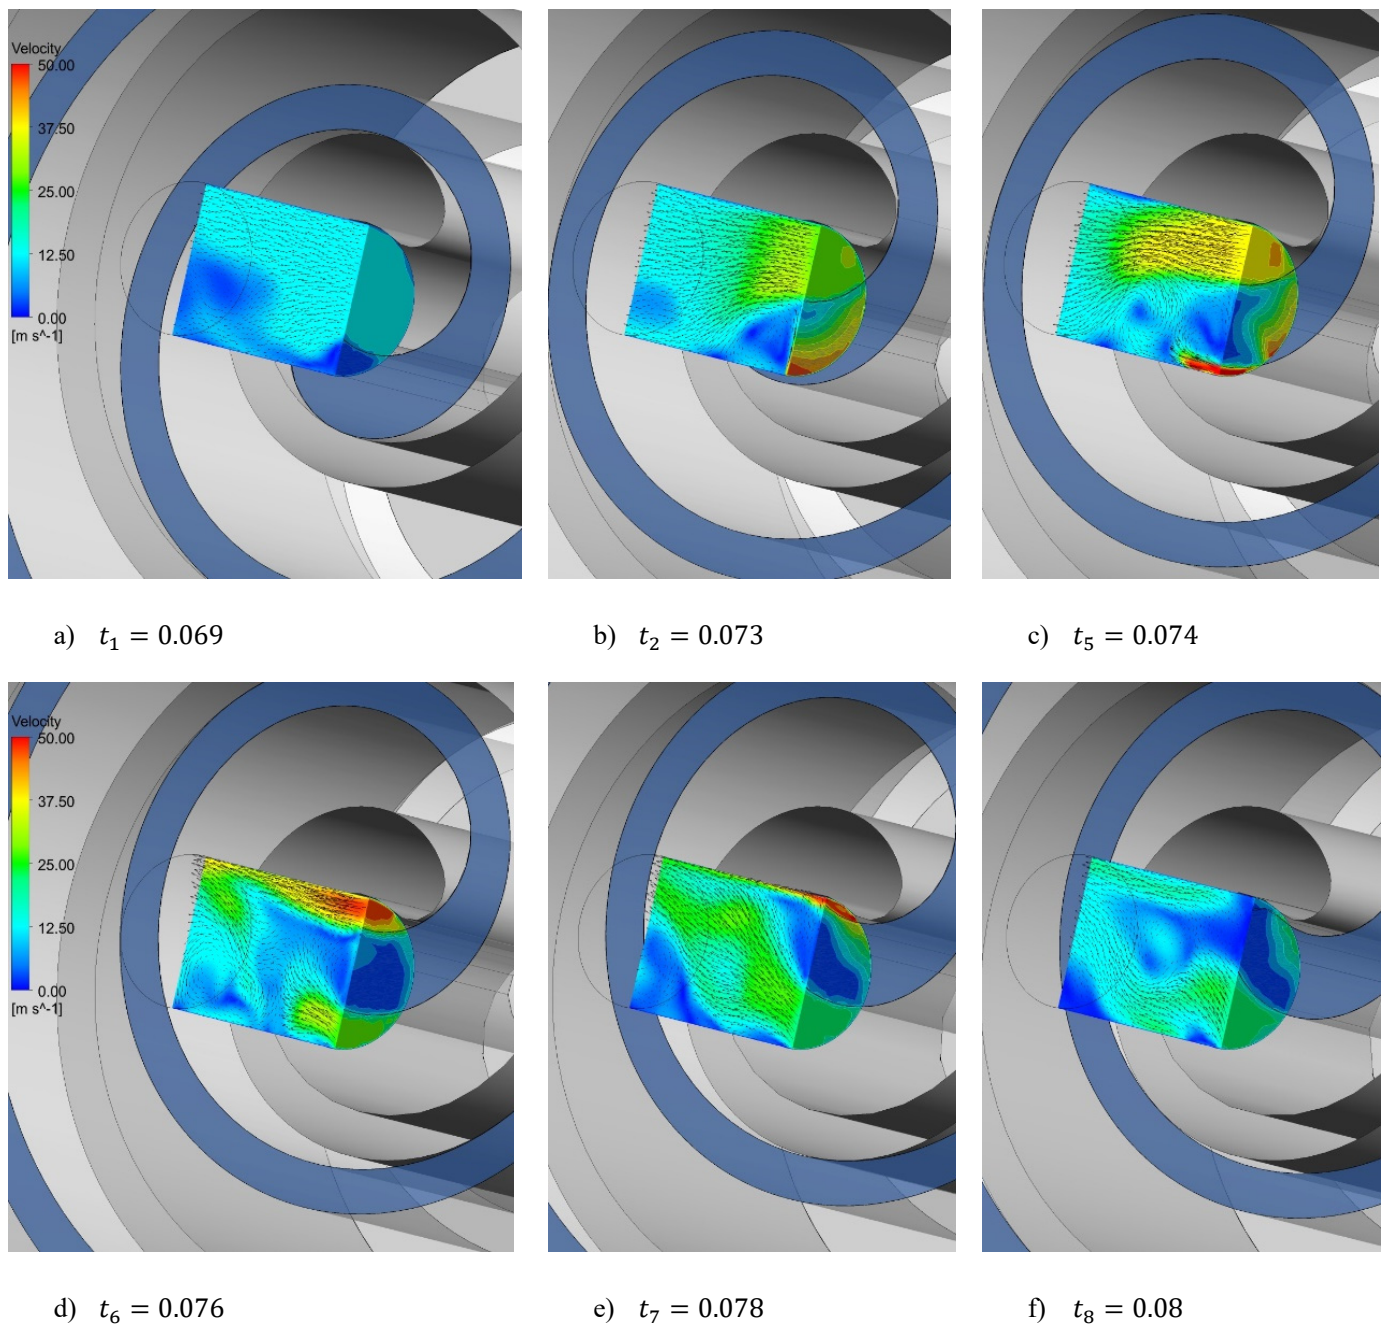 Velocity
50.00
37.50
25.00
12.50
0.00
[m s^-1]
a) t₁ = 0.069
b) t₂ = 0.073
c) t₅ = 0.074
Velocity
50.00
37.50
25.00
12.50
0.00
[m s^-1]
d) t₆ = 0.076
e) t₇ = 0.078
f) t₈ = 0.08